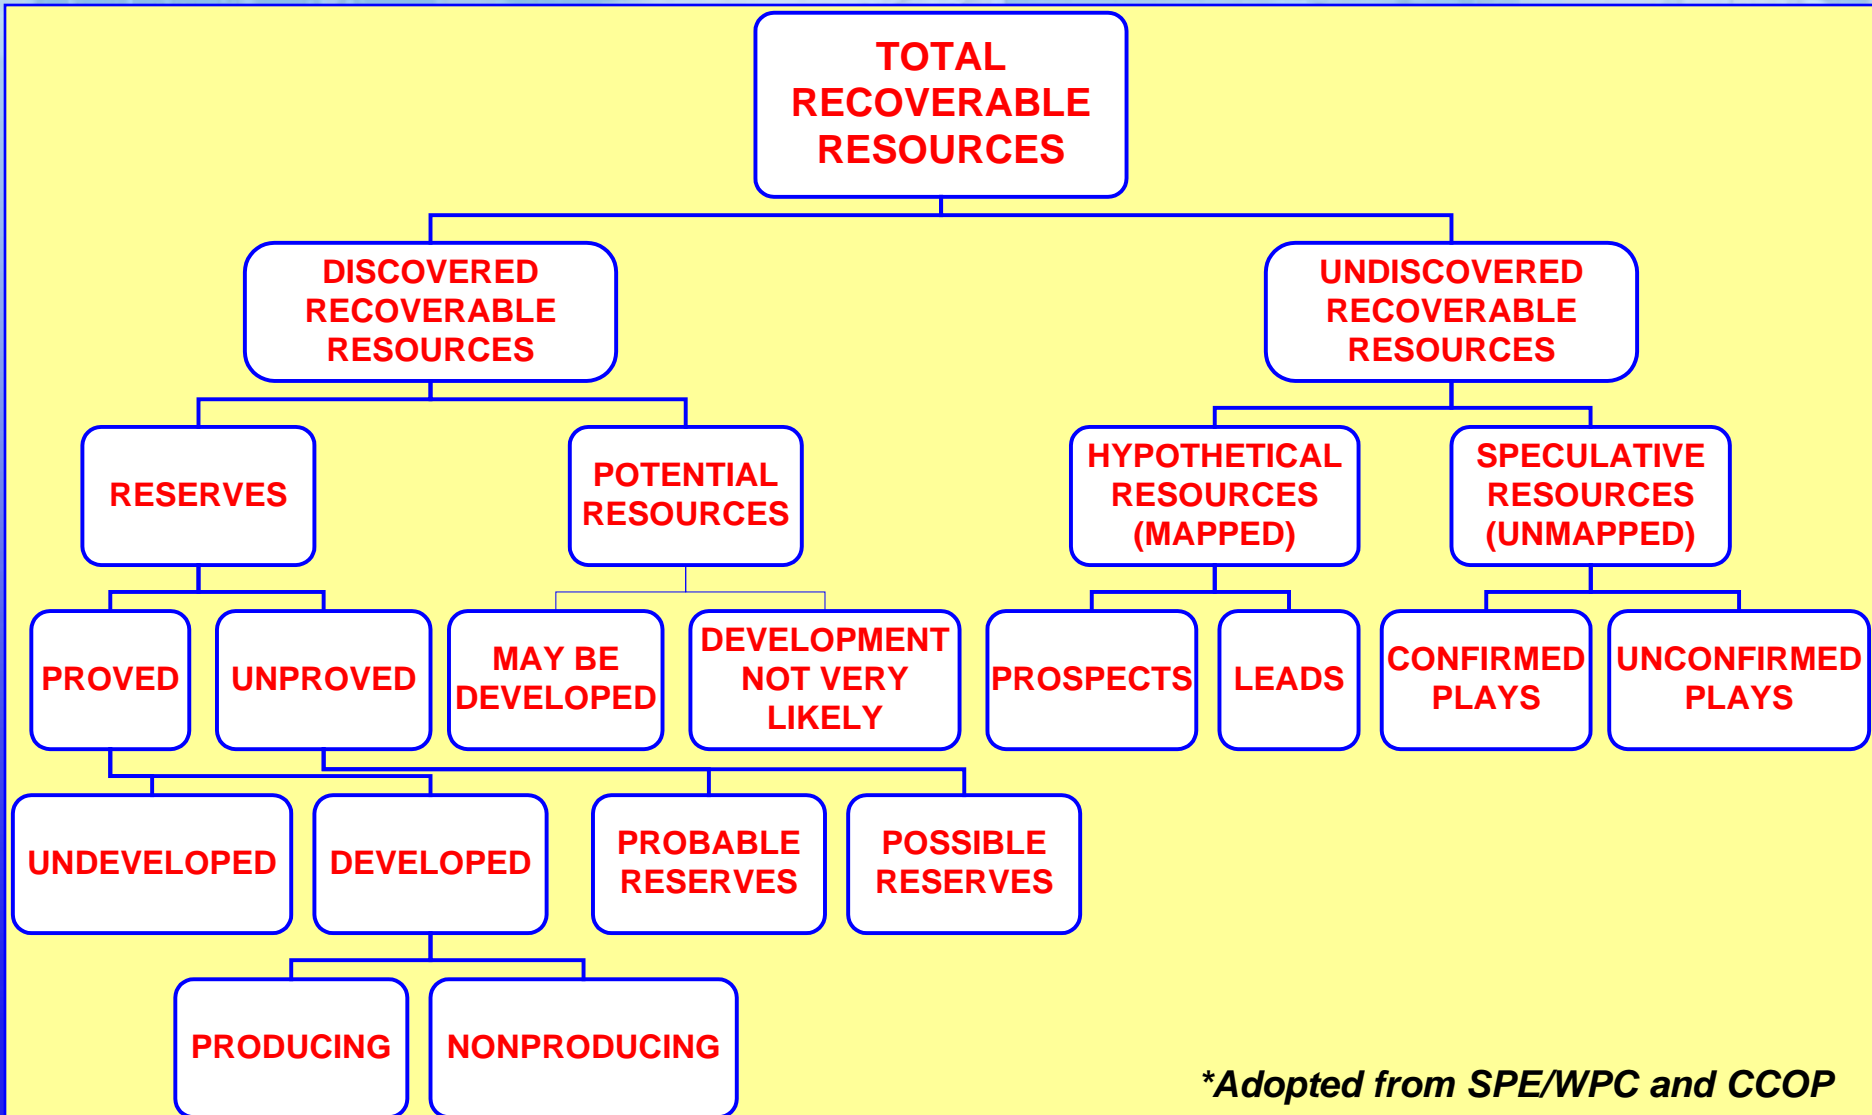 TOTAL
RECOVERABLE
RESOURCES
DISCOVERED
RECOVERABLE
RESOURCES
UNDISCOVERED
RECOVERABLE
RESOURCES
RESERVES
POTENTIAL
RESOURCES
HYPOTHETICAL
RESOURCES
(MAPPED)
SPECULATIVE
RESOURCES
(UNMAPPED)
PROVED
UNPROVED
MAY BE
DEVELOPED
DEVELOPMENT
NOT VERY
LIKELY
PROSPECTS
LEADS
CONFIRMED
PLAYS
UNCONFIRMED
PLAYS
UNDEVELOPED
DEVELOPED
PROBABLE
RESERVES
POSSIBLE
RESERVES
PRODUCING
NONPRODUCING
*Adopted from SPE/WPC and CCOP